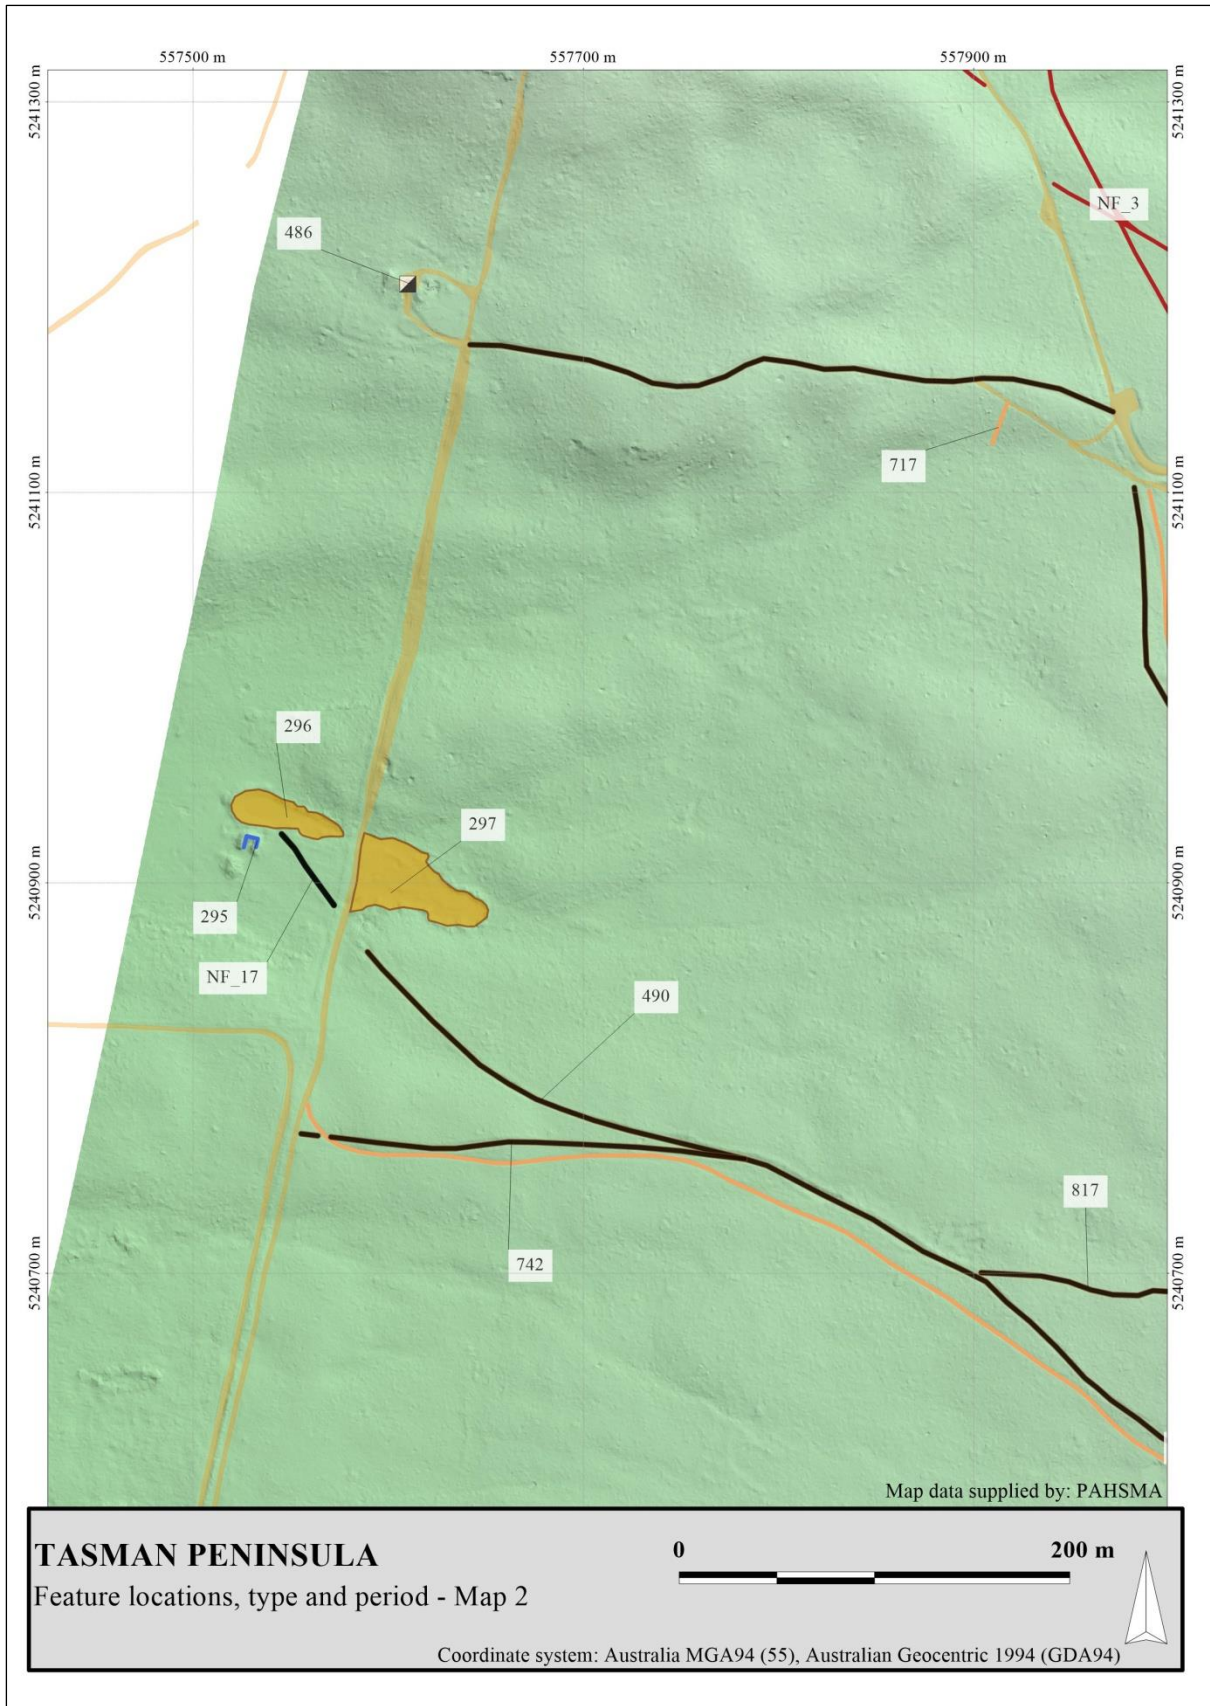 557500 m
557700 m
557900 m
5241300 m
5241300 m
NF_3
486
717
5241100 m
5241100 m
296
297
5240900 m
5240900 m
295
NF_17
490
817
742
5240700 m
5240700 m
Map data supplied by: PAHSMA
TASMAN PENINSULA
Feature locations, type and period - Map 2
0
200 m
Coordinate system: Australia MGA94 (55), Australian Geocentric 1994 (GDA94)